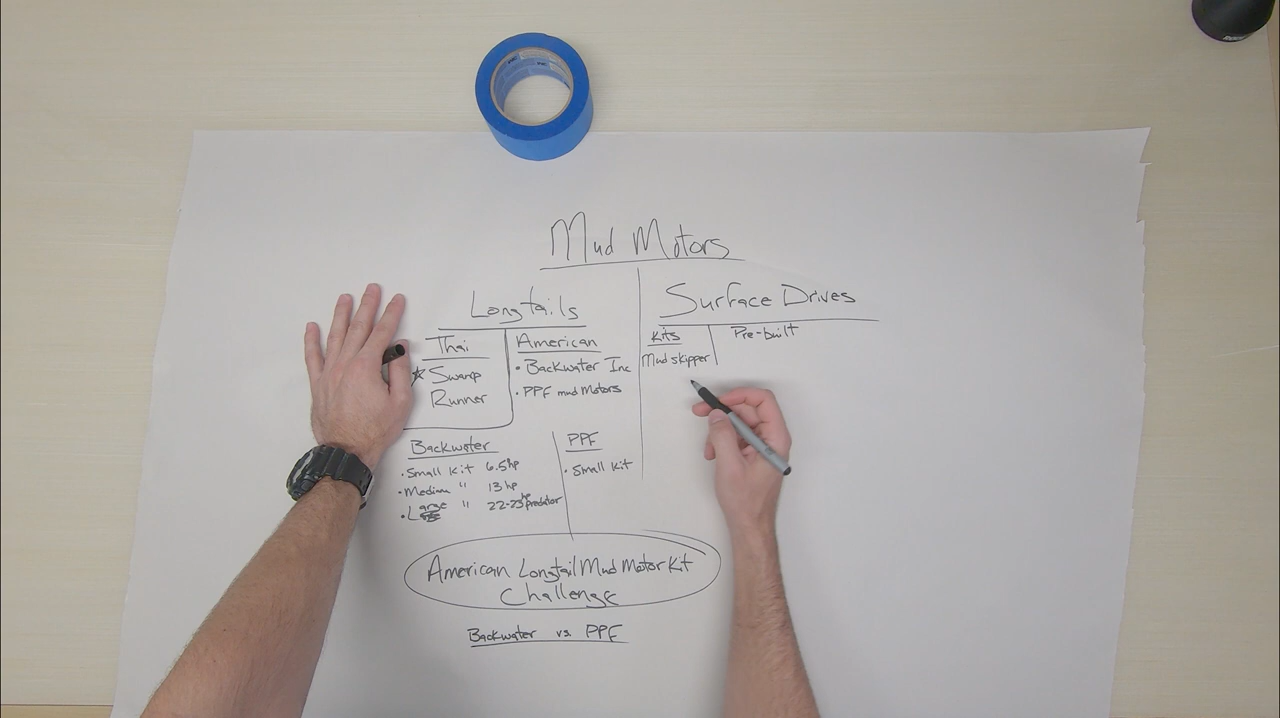 Mud Motors
Longtails
Thai
Swamp
Runner
American
• Backwater Inc
• PPF mud Motors
Backwater
• Small Kit 6.5hp
• Medium " 13 hp
• Large " 22-23hp predator
PPF
• Small Kit
Surface Drives
Kits
Mud skipper
Pre-built
American Longtail Mud Motor Kit
Challenge
Backwater vs. PPF